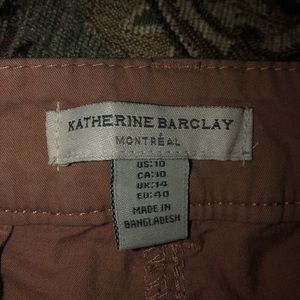 KATHERINE BARCLAY
MONTRÉAL
US:10
CA:10
UK:14
EU:40
MADE IN
BANGLADESH